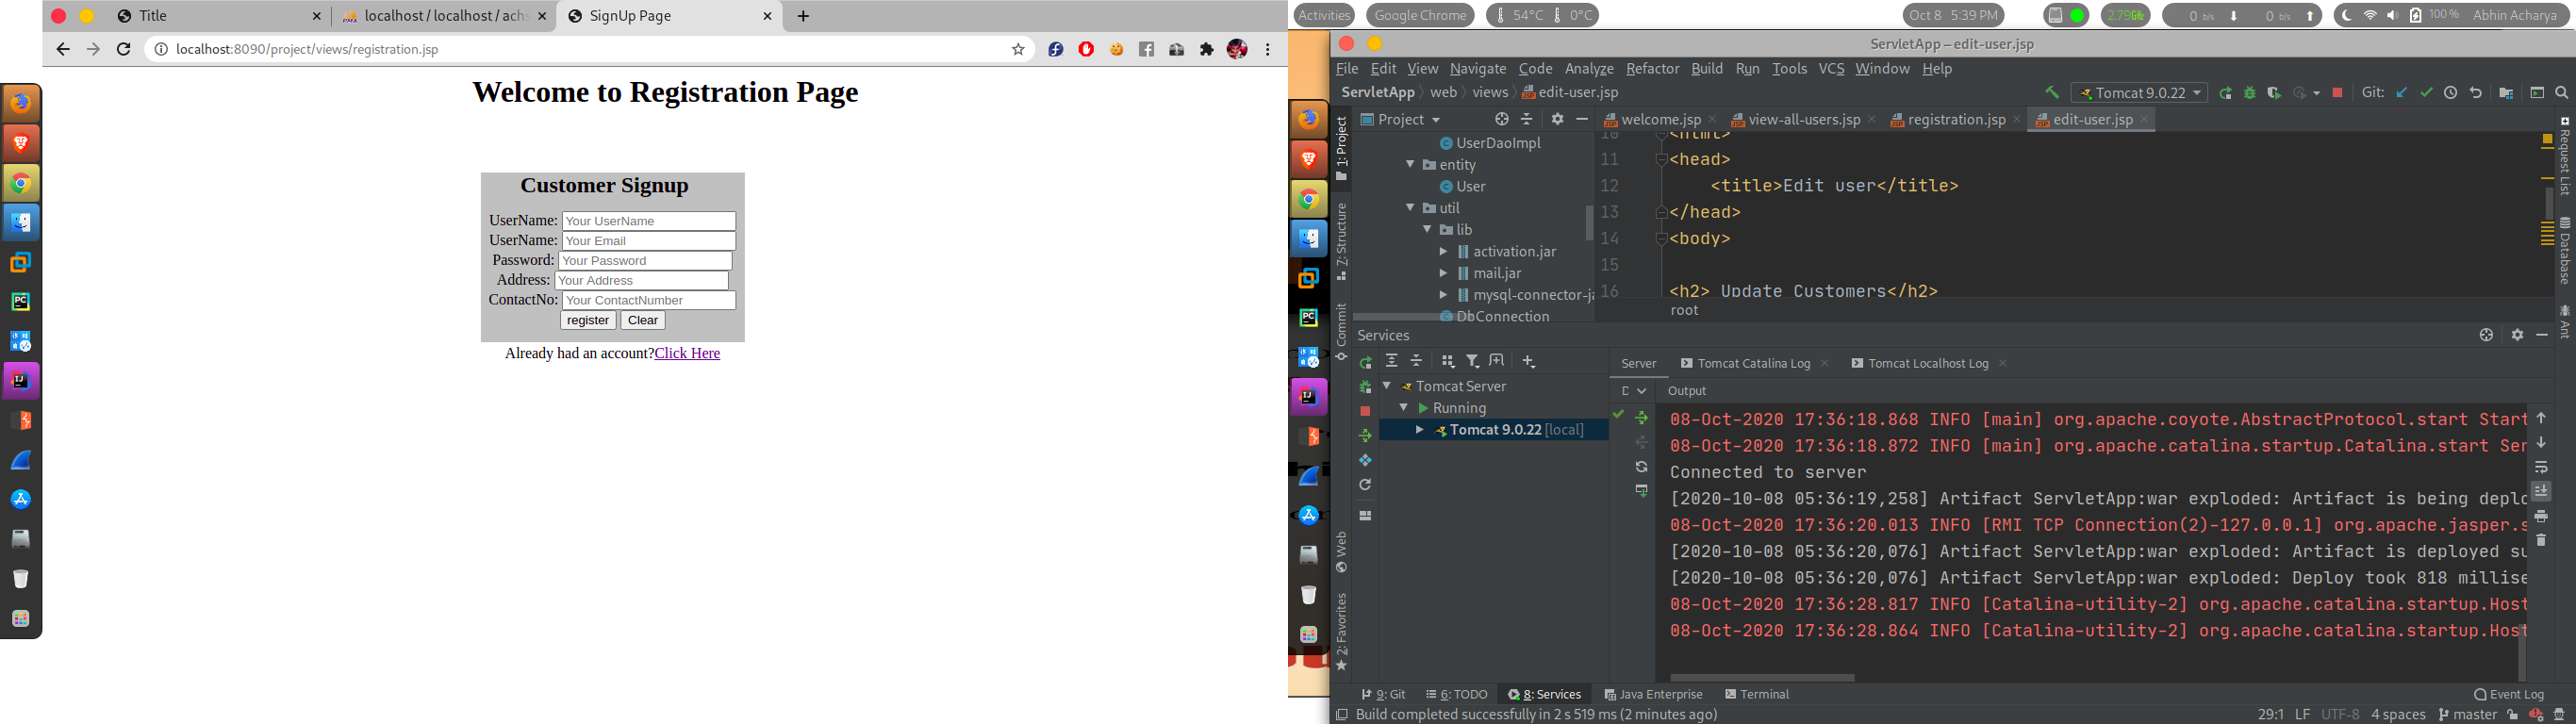 Title
localhost / localhost / achs
SignUp Page
localhost:8090/project/views/registration.jsp
Welcome to Registration Page
Customer Signup
UserName: Your UserName
UserName: Your Email
Password: Your Password
Address: Your Address
ContactNo: Your ContactNumber
register Clear
Already had an account?Click Here
Activities Google Chrome 54°C 0°C Oct 8 5:39 PM 2.79GHz 0 b/s 0 b/s 100 % Abhin Acharya
ServletApp – edit-user.jsp
File Edit View Navigate Code Analyze Refactor Build Run Tools VCS Window Help
ServletApp web views edit-user.jsp Tomcat 9.0.22 Git:
Project welcome.jsp view-all-users.jsp registration.jsp edit-user.jsp
1: Project
7: Structure
Commit
Web
2: Favorites
UserDaoImpl
entity
User
util
lib
activation.jar
mail.jar
mysql-connector-ja
DbConnection
10 <html>
11 <head>
12 <title>Edit user</title>
13 </head>
14 <body>
15
16 <h2> Update Customers</h2>
root
Request List
Database
Ant
Services
Server Tomcat Catalina Log Tomcat Localhost Log
Tomcat Server
Running
Tomcat 9.0.22 [local]
Output
08-Oct-2020 17:36:18.868 INFO [main] org.apache.coyote.AbstractProtocol.start Start
08-Oct-2020 17:36:18.872 INFO [main] org.apache.catalina.startup.Catalina.start Ser
Connected to server
[2020-10-08 05:36:19,258] Artifact ServletApp:war exploded: Artifact is being deplo
08-Oct-2020 17:36:20.013 INFO [RMI TCP Connection(2)-127.0.0.1] org.apache.jasper.s
[2020-10-08 05:36:20,076] Artifact ServletApp:war exploded: Artifact is deployed su
[2020-10-08 05:36:20,076] Artifact ServletApp:war exploded: Deploy took 818 millise
08-Oct-2020 17:36:28.817 INFO [Catalina-utility-2] org.apache.catalina.startup.Host
08-Oct-2020 17:36:28.864 INFO [Catalina-utility-2] org.apache.catalina.startup.Host
9: Git 6: TODO 8: Services Java Enterprise Terminal Event Log
Build completed successfully in 2 s 519 ms (2 minutes ago) 29:1 LF UTF-8 4 spaces master